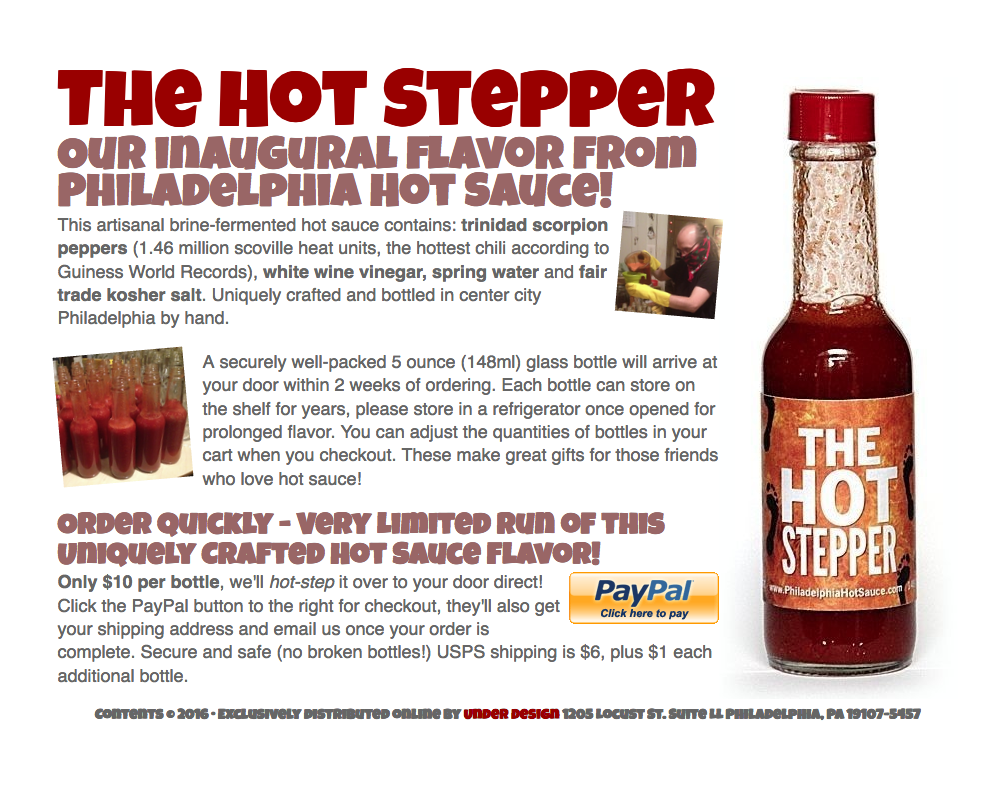 THE HOT STEPPER
OUR INAUGURAL FLAVOR FROM
PHILADELPHIA HOT SAUCE!
This artisanal brine-fermented hot sauce contains: trinidad scorpion
peppers (1.46 million scoville heat units, the hottest chili according to
Guiness World Records), white wine vinegar, spring water and fair
trade kosher salt. Uniquely crafted and bottled in center city
Philadelphia by hand.
A securely well-packed 5 ounce (148ml) glass bottle will arrive at
your door within 2 weeks of ordering. Each bottle can store on
the shelf for years, please store in a refrigerator once opened for
prolonged flavor. You can adjust the quantities of bottles in your
cart when you checkout. These make great gifts for those friends
who love hot sauce!
ORDER QUICKLY - VERY LIMITED RUN OF THIS
UNIQUELY CRAFTED HOT SAUCE FLAVOR!
Only $10 per bottle, we'll hot-step it over to your door direct!
Click the PayPal button to the right for checkout, they'll also get
your shipping address and email us once your order is
complete. Secure and safe (no broken bottles!) USPS shipping is $6, plus $1 each
additional bottle.
PayPal
Click here to pay
THE
HOT
STEPPER
www.PhiladelphiaHotSauce.com
CONTENTS © 2016 - EXCLUSIVELY DISTRIBUTED ONLINE BY UNDER DESIGN 1205 LOCUST ST. SUITE LL PHILADELPHIA, PA 19107-5457